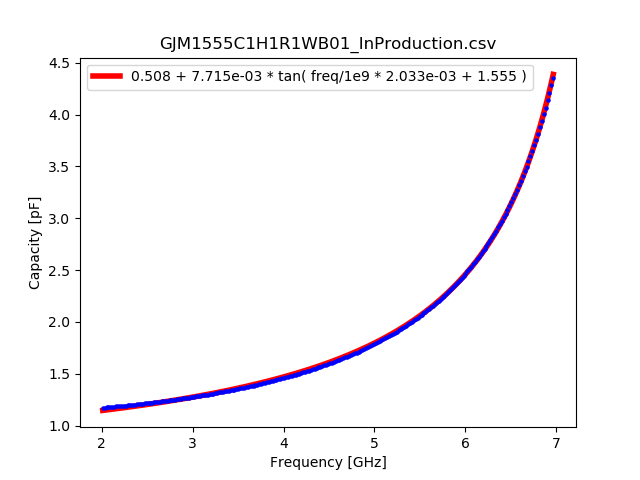 GJM1555C1H1R1WB01_InProduction.csv
0.508 + 7.715e-03 * tan( freq/1e9 * 2.033e-03 + 1.555 )
Capacity [pF]
4.5
4.0
3.5
3.0
2.5
2.0
1.5
1.0
2 3 4 5 6 7
Frequency [GHz]